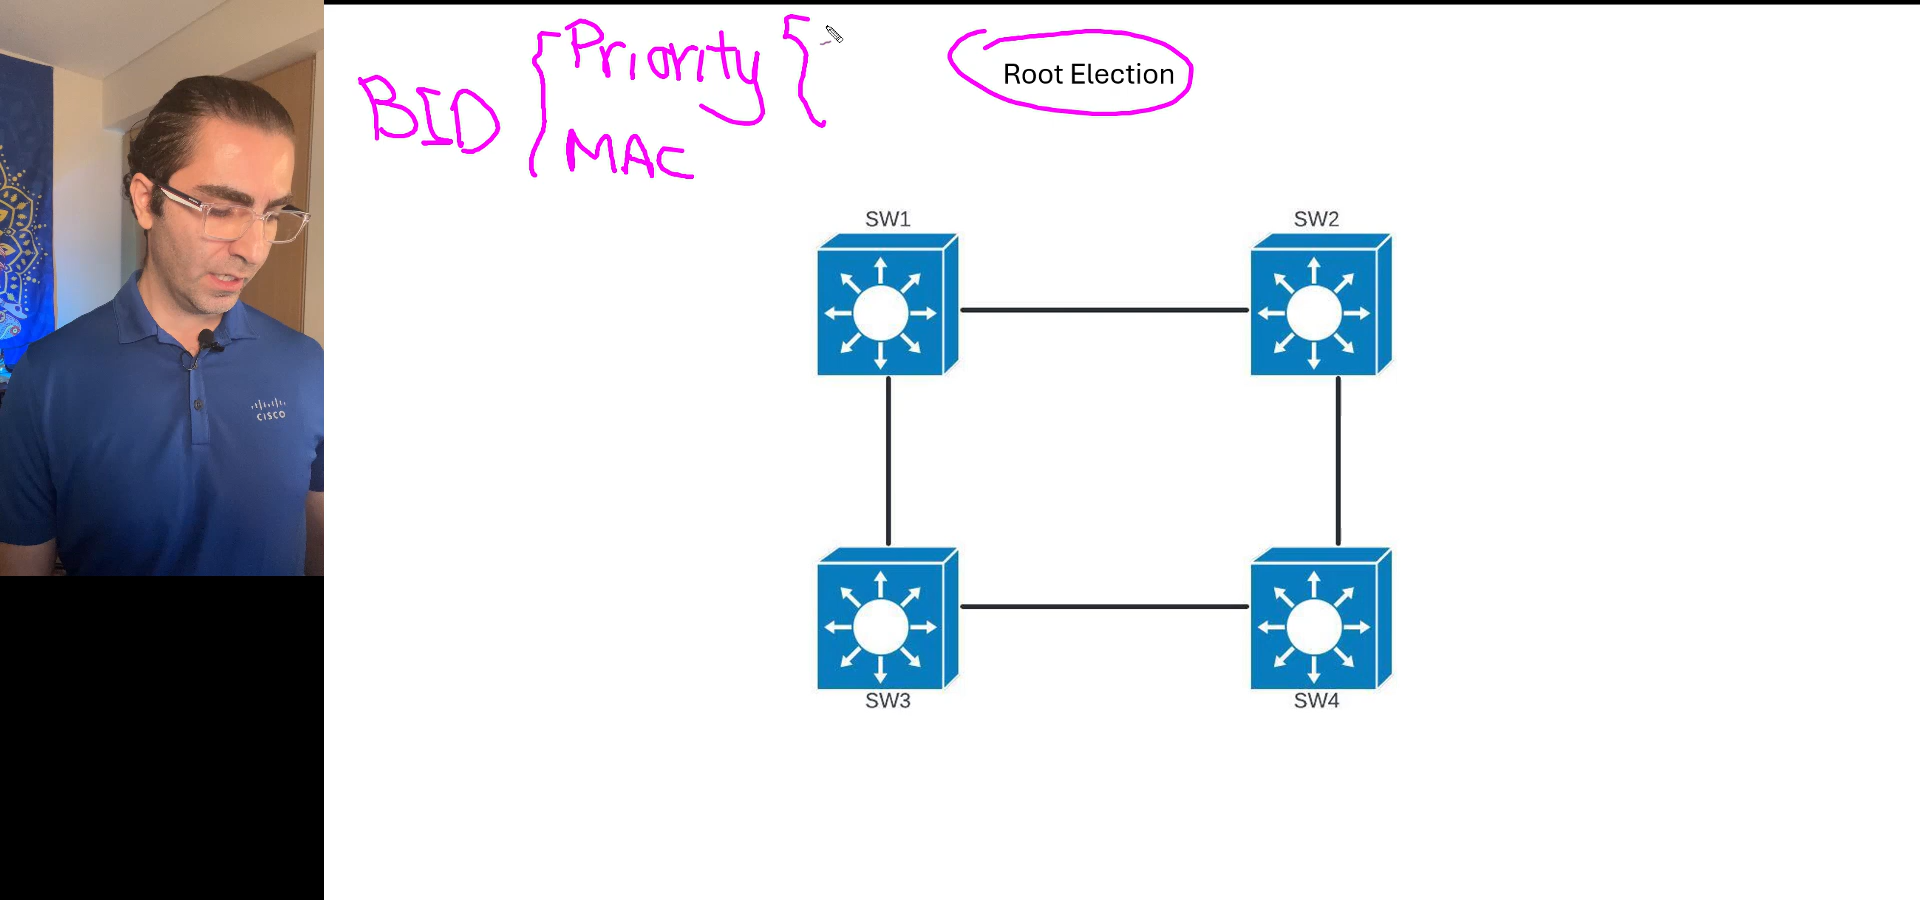 Priority
BID
MAC
Root Election
SW1
SW2
CISCO
SW3
SW4